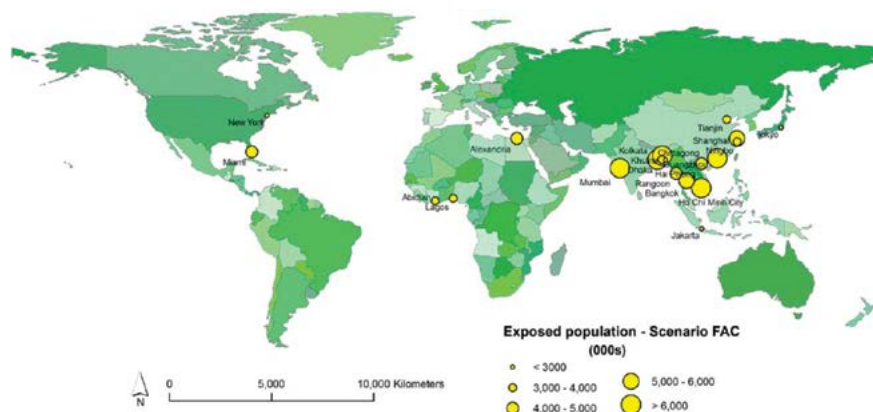 New York
Miami
Alexandria
Abidjan
Lagos
Tianjin
Tokyo
Shanghai
Ningbo
Kolkata
Dhaka
Mumbai
Hai
Rangoon
Bangkok
Ho Chi Minh City
Jakarta
Exposed population - Scenario FAC
(000s)
< 3000
3,000 - 4,000
4,000 - 5,000
5,000 - 6,000
> 6,000
N
0 5,000 10,000 Kilometers